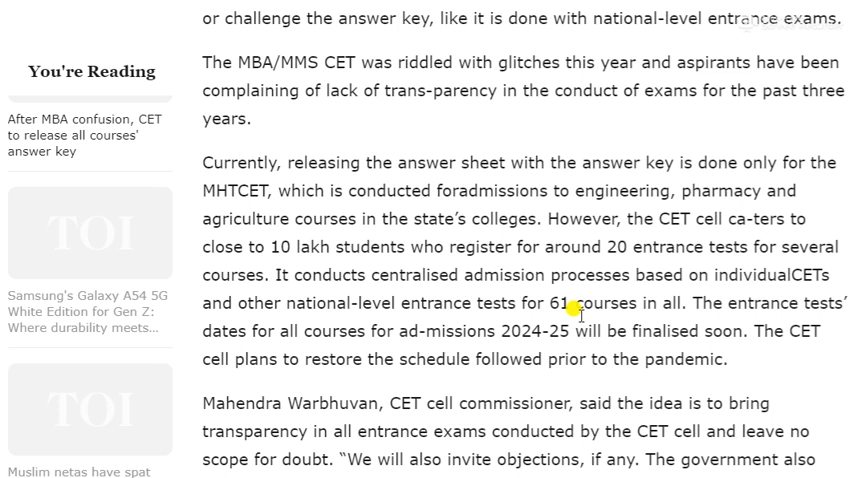 or challenge the answer key, like it is done with national-level entrance exams.
You're Reading
After MBA confusion, CET
to release all courses'
answer key
TOI
Samsung's Galaxy A54 5G
White Edition for Gen Z:
Where durability meets...
TOI
Muslim netas have spat
The MBA/MMS CET was riddled with glitches this year and aspirants have been
complaining of lack of trans-parency in the conduct of exams for the past three
years.
Currently, releasing the answer sheet with the answer key is done only for the
MHTCET, which is conducted foradmissions to engineering, pharmacy and
agriculture courses in the state’s colleges. However, the CET cell ca-ters to
close to 10 lakh students who register for around 20 entrance tests for several
courses. It conducts centralised admission processes based on individualCETs
and other national-level entrance tests for 61 courses in all. The entrance tests’
dates for all courses for ad-missions 2024-25 will be finalised soon. The CET
cell plans to restore the schedule followed prior to the pandemic.
Mahendra Warbhuvan, CET cell commissioner, said the idea is to bring
transparency in all entrance exams conducted by the CET cell and leave no
scope for doubt. “We will also invite objections, if any. The government also